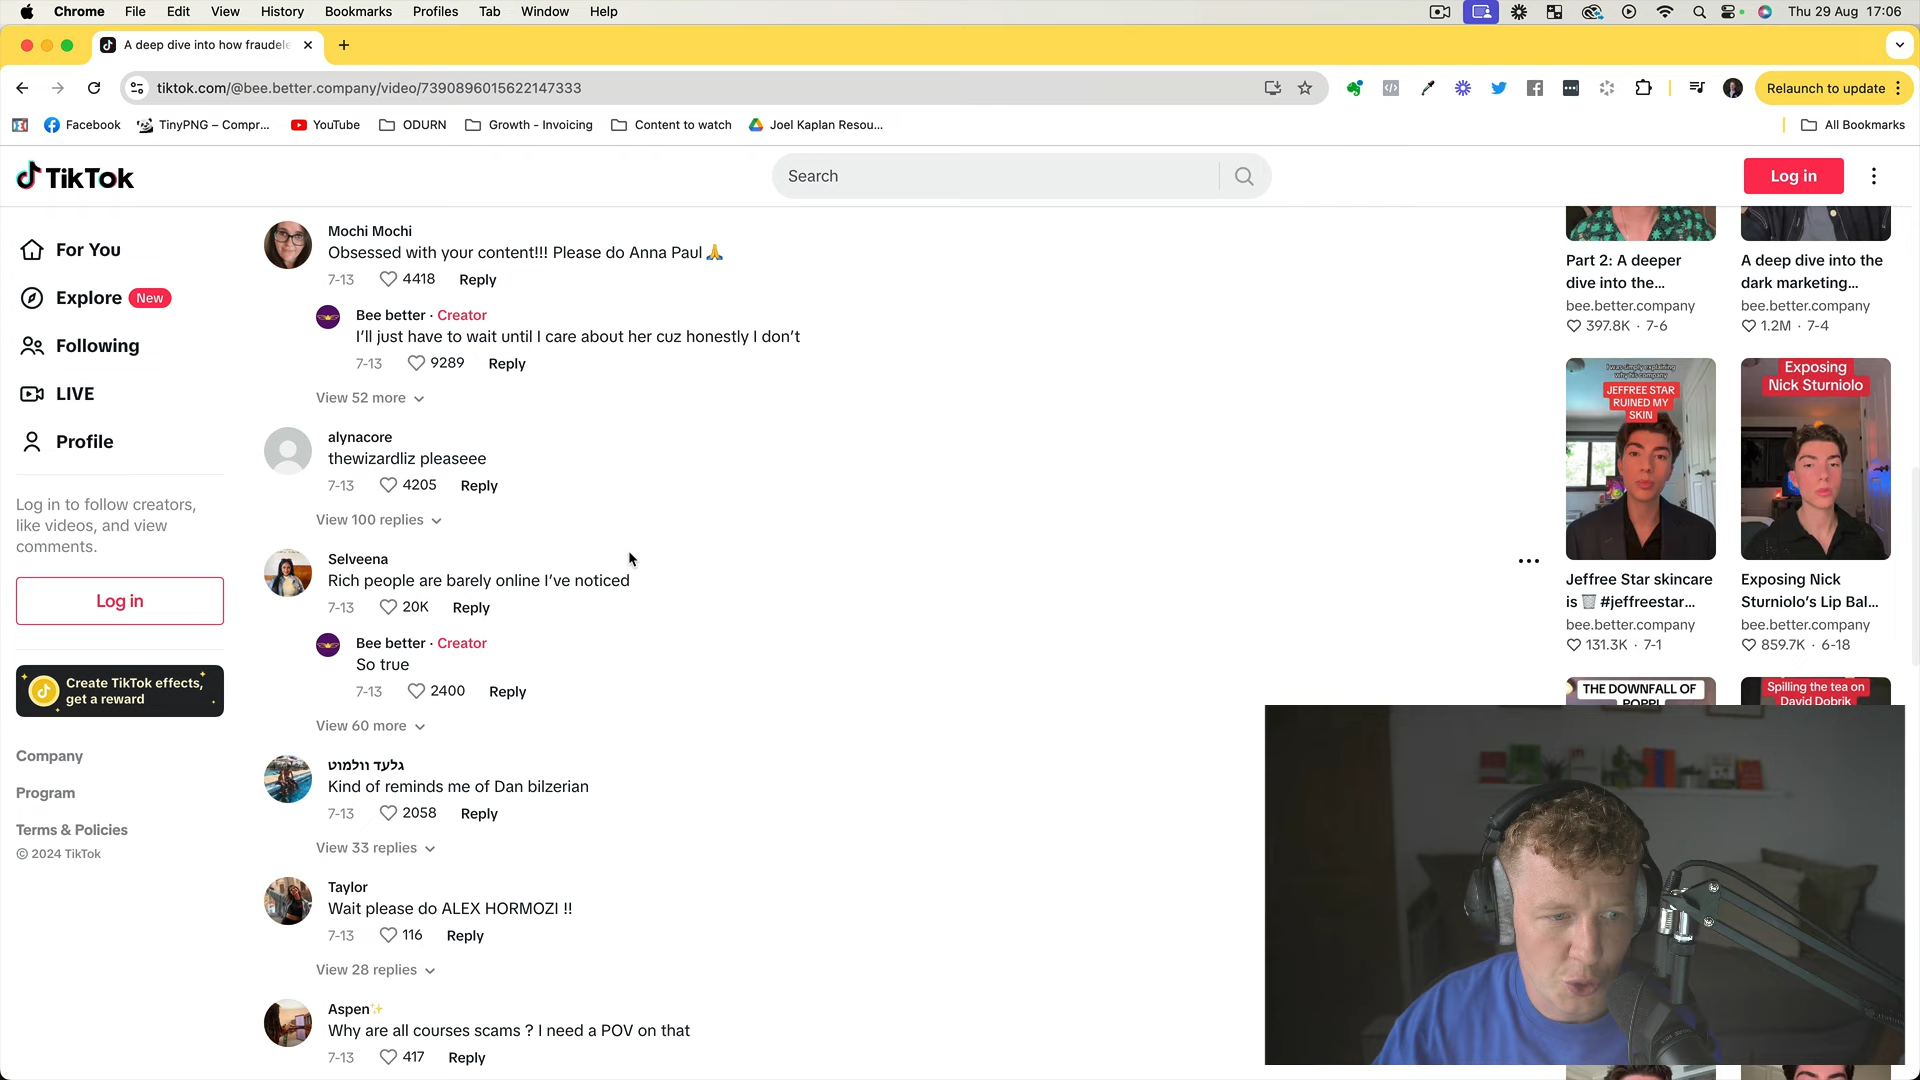 Chrome File Edit View History Bookmarks Profiles Tab Window Help
Thu 29 Aug 17:06
A deep dive into how fraudele
tiktok.com/@bee.better.company/video/7390896015622147333
Relaunch to update
Facebook
TinyPNG – Compr...
YouTube
ODURN
Growth - Invoicing
Content to watch
Joel Kaplan Resou...
All Bookmarks
TikTok
Search
Log in
For You
Explore New
Following
LIVE
Profile
Log in to follow creators,
like videos, and view
comments.
Log in
Create TikTok effects,
get a reward
Company
Program
Terms & Policies
© 2024 TikTok
Mochi Mochi
Obsessed with your content!!! Please do Anna Paul🙏
7-13 4418 Reply
Bee better · Creator
I'll just have to wait until I care about her cuz honestly I don't
7-13 9289 Reply
View 52 more
alynacore
thewizardliz pleaseee
7-13 4205 Reply
View 100 replies
Selveena
Rich people are barely online I've noticed
7-13 20K Reply
Bee better · Creator
So true
7-13 2400 Reply
View 60 more
גלעד וולמוט
Kind of reminds me of Dan bilzerian
7-13 2058 Reply
View 33 replies
Taylor
Wait please do ALEX HORMOZI !!
7-13 116 Reply
View 28 replies
Aspen✨
Why are all courses scams ? I need a POV on that
7-13 417 Reply
Part 2: A deeper
dive into the...
bee.better.company
397.8K · 7-6
A deep dive into the
dark marketing...
bee.better.company
1.2M · 7-4
I was simply explaining
why his company
JEFFREE STAR
RUINED MY
SKIN
Jeffree Star skincare
is 🗑️ #jeffreestar...
bee.better.company
131.3K · 7-1
Exposing
Nick Sturniolo
Exposing Nick
Sturniolo's Lip Bal...
bee.better.company
859.7K · 6-18
THE DOWNFALL OF
POPPI
Spilling the tea on
David Dobrik